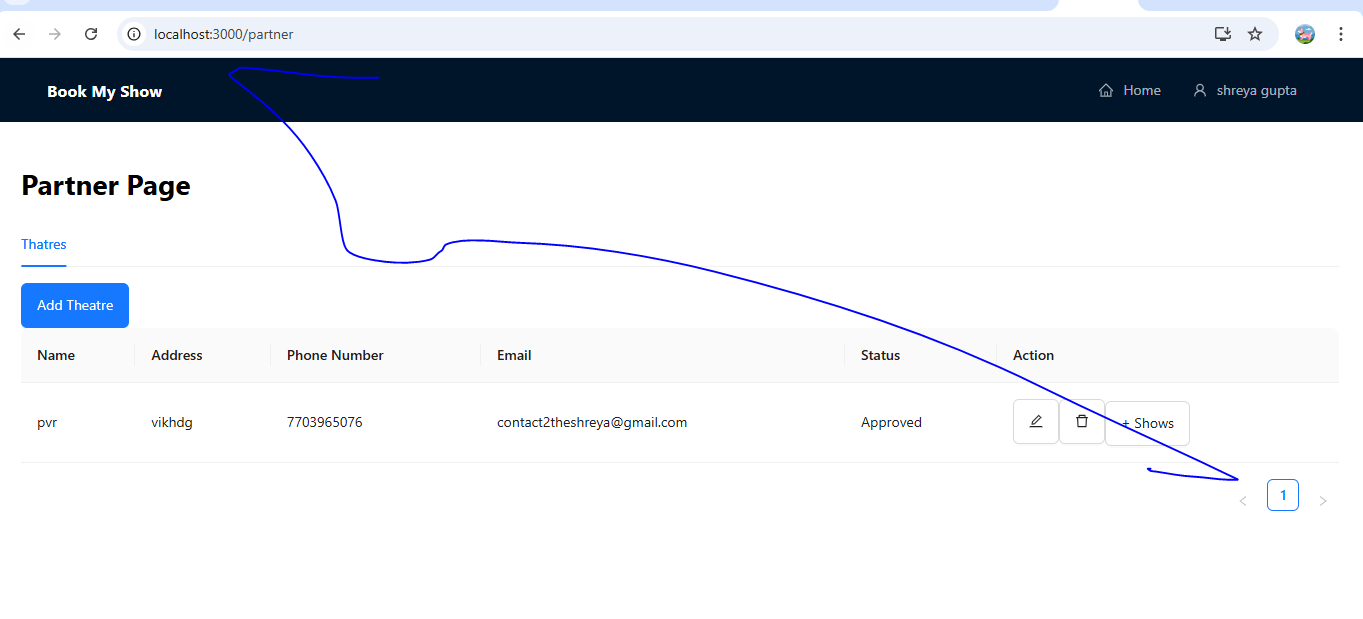 localhost:3000/partner
Book My Show Home shreya gupta
Partner Page
Thatres
Add Theatre
Name Address Phone Number Email Status Action
pvr vikhdg 7703965076 contact2theshreya@gmail.com Approved + Shows
< 1 >